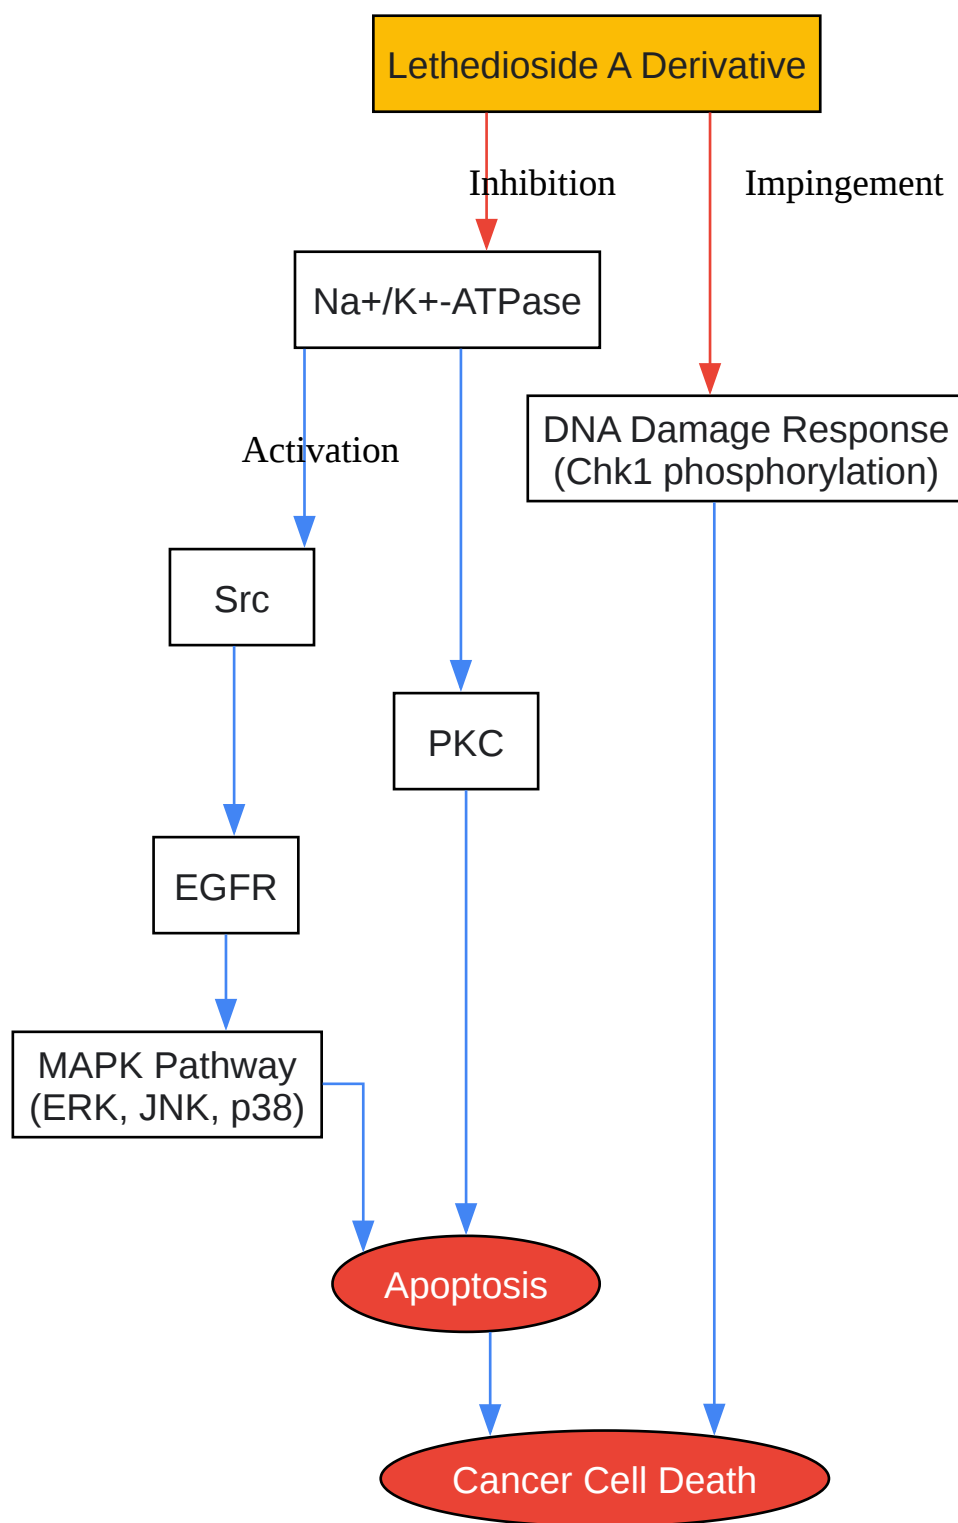 Lethedioside A Derivative
Inhibition
Impingement
Na+/K+-ATPase
DNA Damage Response
(Chk1 phosphorylation)
Activation
Src
PKC
EGFR
MAPK Pathway
(ERK, JNK, p38)
Apoptosis
Cancer Cell Death